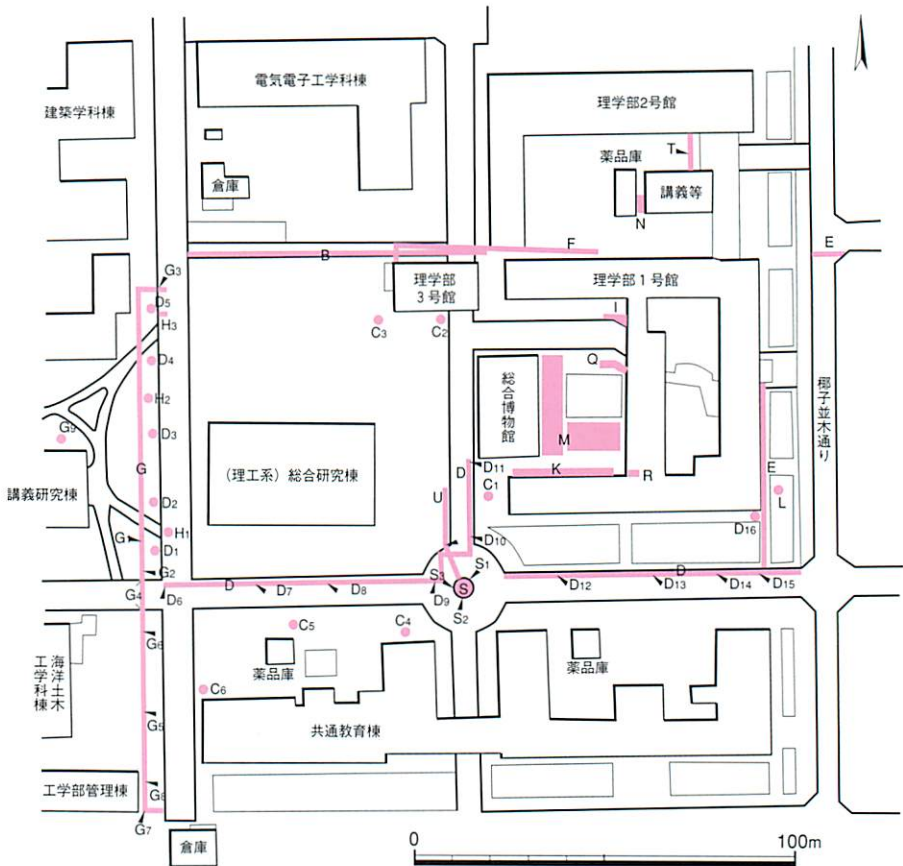 建築学科棟
電気電子工学科棟
倉庫
理学部2号館
薬品庫
T
講義等
N
E
B
F
理学部
3号館
理学部1号館
G3
D5
H3
C3
C2
I
D4
Q
総合博物館
椰子並木通り
H2
G9
D3
M
G
(理工系)総合研究棟
D
D11
K
R
E
講義研究棟
D2
U
C1
L
H1
D16
G1
D1
D10
G2
S3
S1
D
D6
G4
D7
D8
D9
S
S2
D12
D
D13
D14
D15
C5
C4
G6
海洋土木
工学科棟
薬品庫
薬品庫
C6
G5
共通教育棟
工学部管理棟
G8
G7
倉庫
0
100m